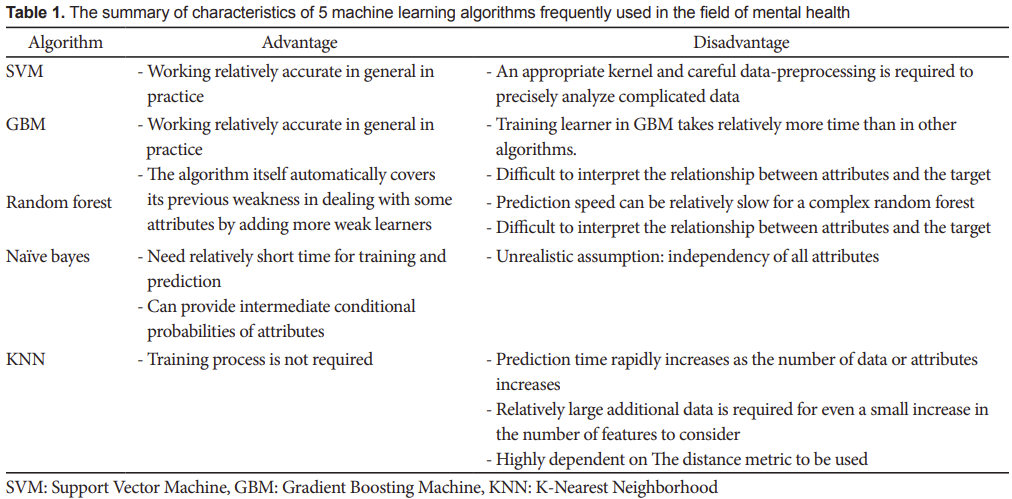 Table 1. The summary of characteristics of 5 machine learning algorithms frequently used in the field of mental health
Algorithm Advantage Disadvantage
SVM - Working relatively accurate in general in - An appropriate kernel and careful data-preprocessing is required to
practice precisely analyze complicated data
GBM - Working relatively accurate in general in - Training learner in GBM takes relatively more time than in other
practice algorithms.
- The algorithm itself automatically covers - Difficult to interpret the relationship between attributes and the target
Random forest its previous weakness in dealing with some - Prediction speed can be relatively slow for a complex random forest
attributes by adding more weak learners - Difficult to interpret the relationship between attributes and the target
Naïve bayes - Need relatively short time for training and - Unrealistic assumption: independency of all attributes
prediction
- Can provide intermediate conditional
probabilities of attributes
KNN - Training process is not required - Prediction time rapidly increases as the number of data or attributes
increases
- Relatively large additional data is required for even a small increase in
the number of features to consider
- Highly dependent on The distance metric to be used
SVM: Support Vector Machine, GBM: Gradient Boosting Machine, KNN: K-Nearest Neighborhood